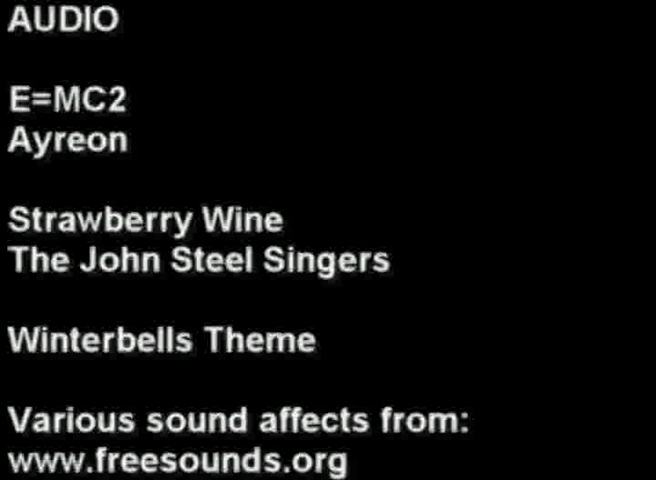 AUDIO
E=MC2
Ayreon
Strawberry Wine
The John Steel Singers
Winterbells Theme
Various sound affects from:
www.freesounds.org